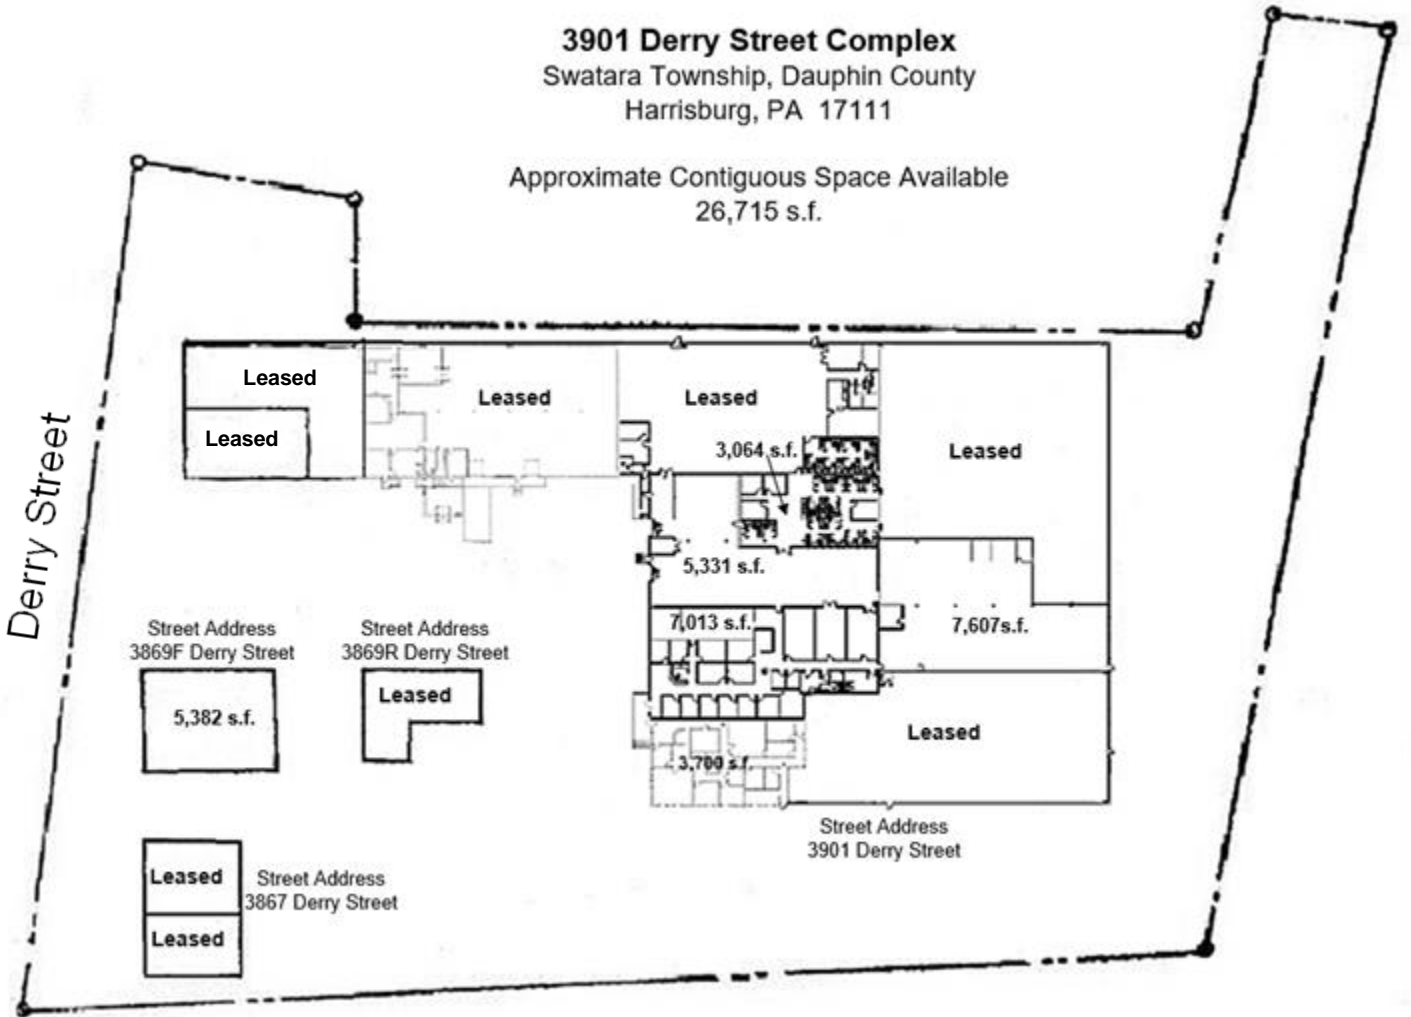 3901 Derry Street Complex
Swatara Township, Dauphin County
Harrisburg, PA 17111
Approximate Contiguous Space Available
26,715 s.f.
Derry Street
Leased
Leased
Leased
Leased
Leased
3,064 s.f.
5,331 s.f.
7,013 s.f.
7,607s.f.
Leased
3,700 s.f.
Street Address
3901 Derry Street
Street Address
3869F Derry Street
5,382 s.f.
Street Address
3869R Derry Street
Leased
Leased
Leased
Street Address
3867 Derry Street